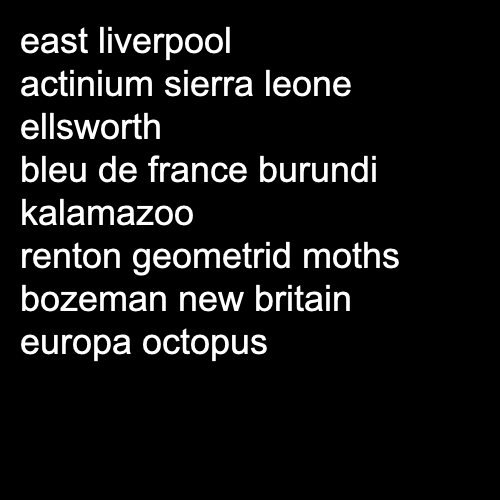 east liverpool
actinium sierra leone
ellsworth
bleu de france burundi
kalamazoo
renton geometrid moths
bozeman new britain
europa octopus